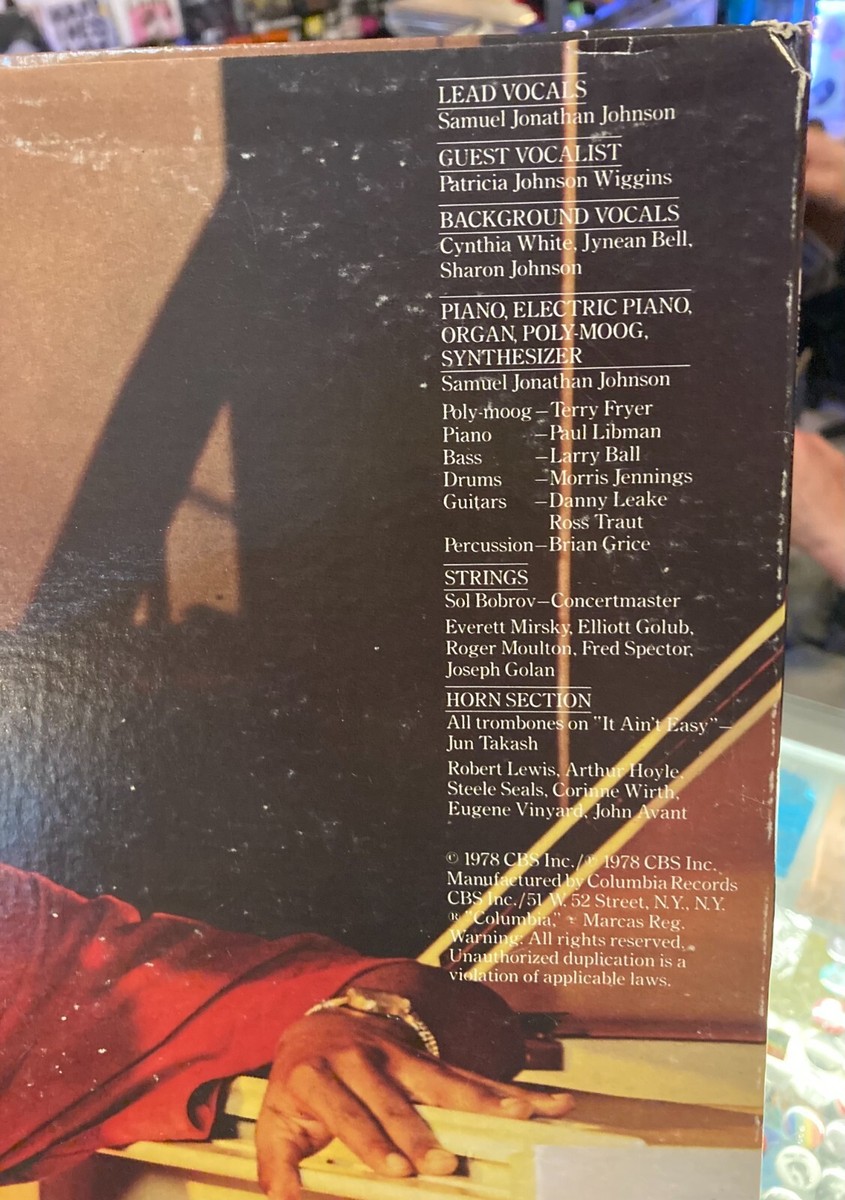 LEAD VOCALS
Samuel Jonathan Johnson
GUEST VOCALIST
Patricia Johnson Wiggins
BACKGROUND VOCALS
Cynthia White, Jynean Bell,
Sharon Johnson
PIANO, ELECTRIC PIANO,
ORGAN, POLY-MOOG,
SYNTHESIZER
Samuel Jonathan Johnson
Poly-moog – Terry Fryer
Piano – Paul Libman
Bass – Larry Ball
Drums – Morris Jennings
Guitars – Danny Leake
Ross Traut
Percussion – Brian Grice
STRINGS
Sol Bobrov – Concertmaster
Everett Mirsky, Elliott Golub,
Roger Moulton, Fred Spector,
Joseph Golan
HORN SECTION
All trombones on "It Ain't Easy" –
Jun Takash
Robert Lewis, Arthur Hoyle,
Steele Seals, Corinne Wirth,
Eugene Vinyard, John Avant
© 1978 CBS Inc./℗ 1978 CBS Inc.
Manufactured by Columbia Records
CBS Inc./51 W. 52 Street, N.Y., N.Y.
® "Columbia," Marcas Reg.
Warning: All rights reserved.
Unauthorized duplication is a
violation of applicable laws.